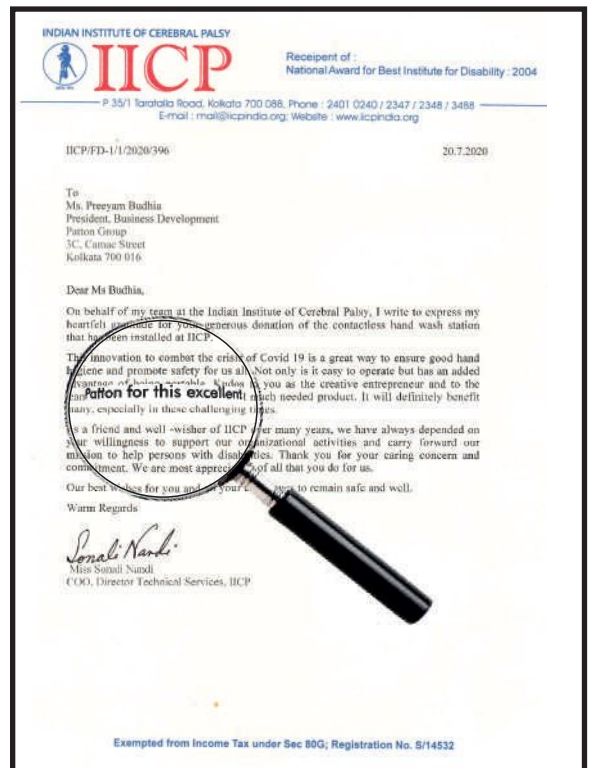 INDIAN INSTITUTE OF CEREBRAL PALSY
IICP
Receipent of :
National Award for Best Institute for Disability : 2004
P 35/1 Taratalla Road, Kolkata 700 088, Phone : 2401 0240 / 2347 / 2348 / 3488
E-mail : mail@iicpindia.org; Website : www.iicpindia.org
IICP/FD-1/1/2020/396
20.7.2020
To
Ms. Preeyam Budhia
President, Business Development
Patton Group
3C, Camac Street
Kolkata 700 016
Dear Ms Budhia,
On behalf of my team at the Indian Institute of Cerebral Palsy, I write to express my
heartfelt gratitude for your generous donation of the contactless hand wash station
that has been installed at IICP.
This innovation to combat the crisis of Covid 19 is a great way to ensure good hand
hygiene and promote safety for us all. Not only is it easy to operate but has an added
advantage of being portable. Kudos to you as the creative entrepreneur and to the
Patton for this excellent much needed product. It will definitely benefit
many, especially in these challenging times.
As a friend and well -wisher of IICP over many years, we have always depended on
your willingness to support our organizational activities and carry forward our
mission to help persons with disabilities. Thank you for your caring concern and
commitment. We are most appreciative of all that you do for us.
Our best wishes for you and your to remain safe and well.
Warm Regards
Sonali Nandi
Miss Sonali Nandi
COO, Director Technical Services, IICP
Exempted from Income Tax under Sec 80G; Registration No. S/14532